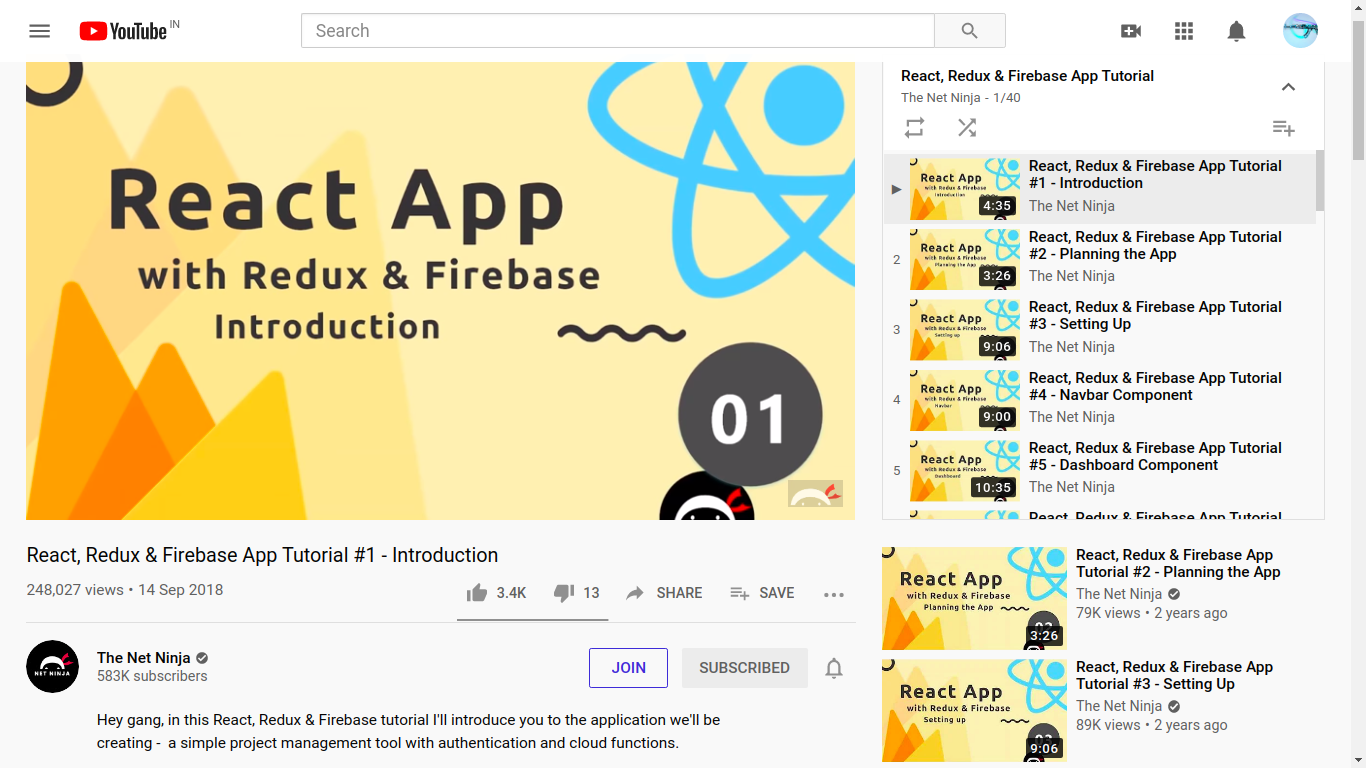 YouTube IN
Search
React App
with Redux & Firebase
Introduction
01
React, Redux & Firebase App Tutorial #1 - Introduction
248,027 views • 14 Sep 2018
3.4K
13
SHARE
SAVE
NET NINJA
The Net Ninja
583K subscribers
JOIN
SUBSCRIBED
Hey gang, in this React, Redux & Firebase tutorial I'll introduce you to the application we'll be
creating - a simple project management tool with authentication and cloud functions.
React, Redux & Firebase App Tutorial
The Net Ninja - 1/40
React App
with Redux & Firebase
Introduction
4:35
React, Redux & Firebase App Tutorial
#1 - Introduction
The Net Ninja
2
React App
with Redux & Firebase
Planning the App
3:26
React, Redux & Firebase App Tutorial
#2 - Planning the App
The Net Ninja
3
React App
with Redux & Firebase
Setting up
9:06
React, Redux & Firebase App Tutorial
#3 - Setting Up
The Net Ninja
4
React App
with Redux & Firebase
Navbar
9:00
React, Redux & Firebase App Tutorial
#4 - Navbar Component
The Net Ninja
5
React App
with Redux & Firebase
Dashboard
10:35
React, Redux & Firebase App Tutorial
#5 - Dashboard Component
The Net Ninja
React, Redux & Firebase App Tutorial
React App
with Redux & Firebase
Planning the App
3:26
React, Redux & Firebase App
Tutorial #2 - Planning the App
The Net Ninja
79K views • 2 years ago
React App
with Redux & Firebase
Setting up
9:06
React, Redux & Firebase App
Tutorial #3 - Setting Up
The Net Ninja
89K views • 2 years ago